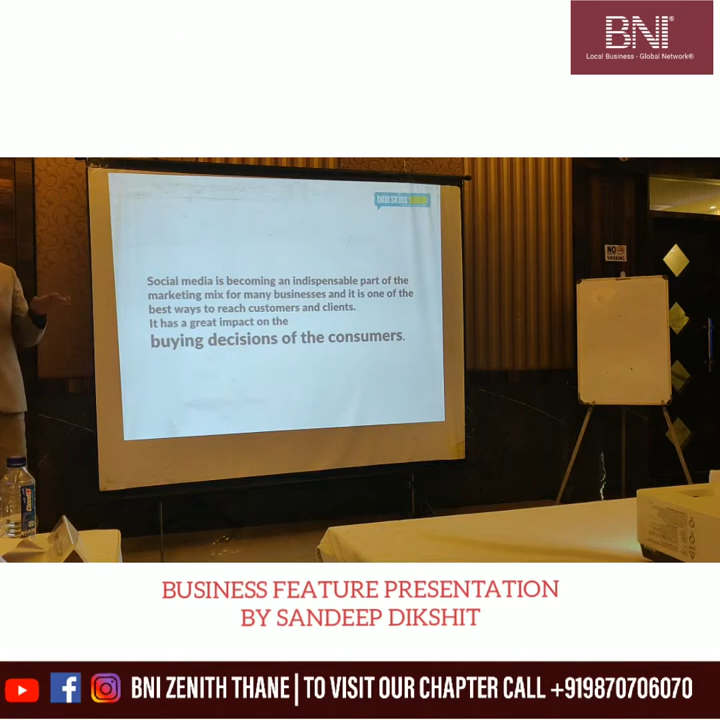 BNI®
Local Business - Global Network®
Social media is becoming an indispensable part of the
marketing mix for many businesses and it is one of the
best ways to reach customers and clients.
It has a great impact on the
buying decisions of the consumers.
NO
SMOKING
BUSINESS FEATURE PRESENTATION
BY SANDEEP DIKSHIT
BNI ZENITH THANE | TO VISIT OUR CHAPTER CALL +919870706070